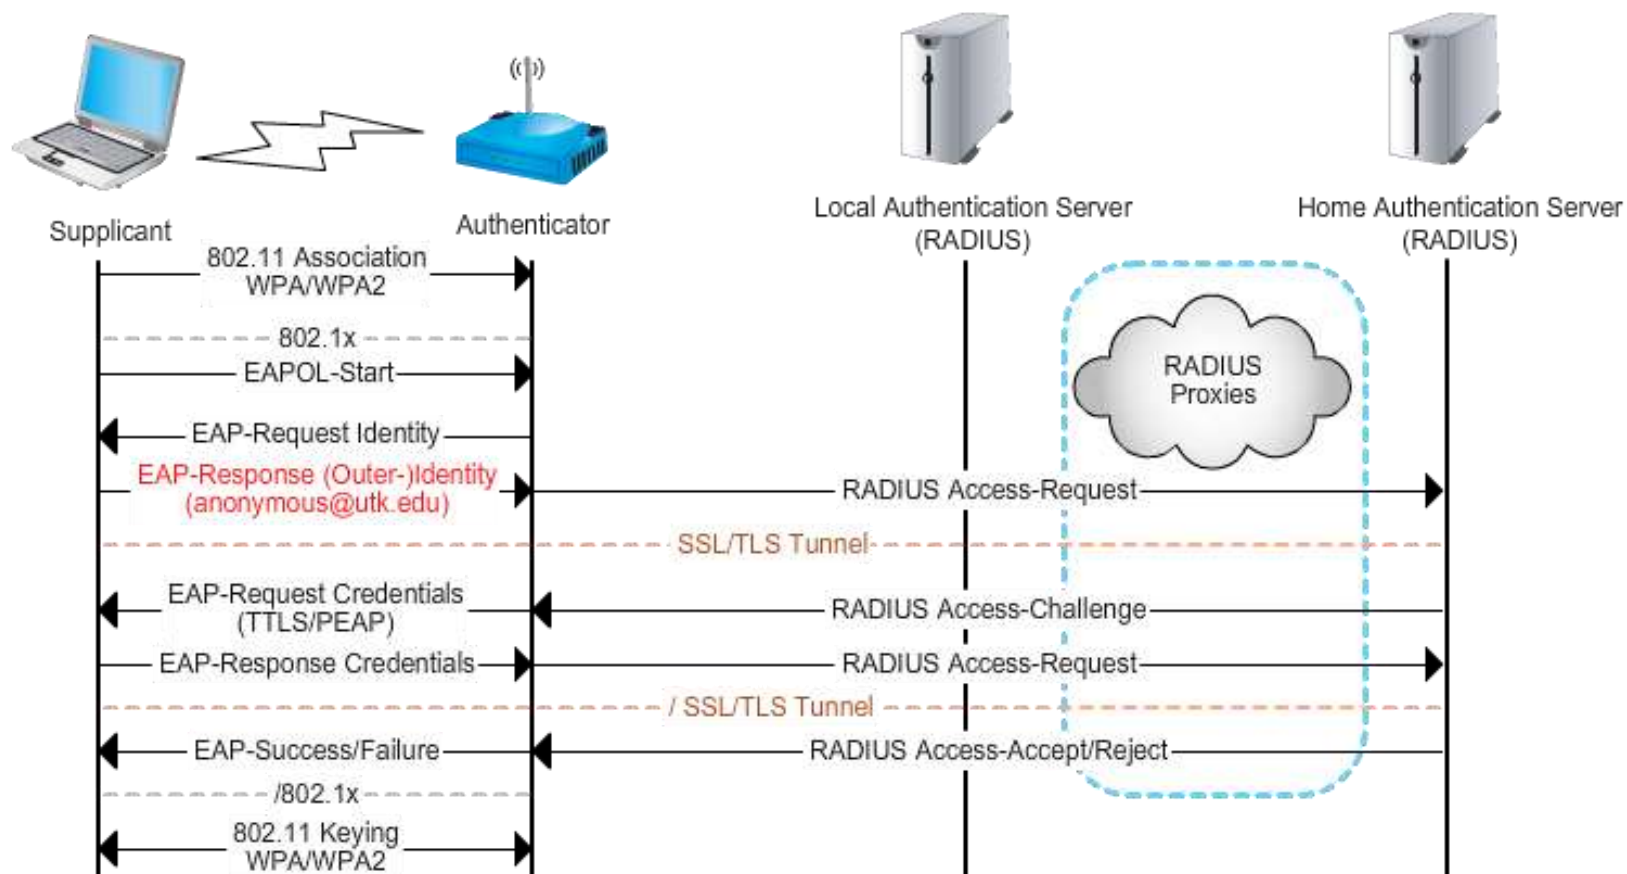 Supplicant
Authenticator
Local Authentication Server
(RADIUS)
Home Authentication Server
(RADIUS)
802.11 Association
WPA/WPA2
802.1x
EAPOL-Start
RADIUS
Proxies
EAP-Request Identity
EAP-Response (Outer-)Identity
(anonymous@utk.edu)
RADIUS Access-Request
SSL/TLS Tunnel
EAP-Request Credentials
(TTLS/PEAP)
RADIUS Access-Challenge
EAP-Response Credentials
RADIUS Access-Request
/ SSL/TLS Tunnel
EAP-Success/Failure
RADIUS Access-Accept/Reject
/802.1x
802.11 Keying
WPA/WPA2